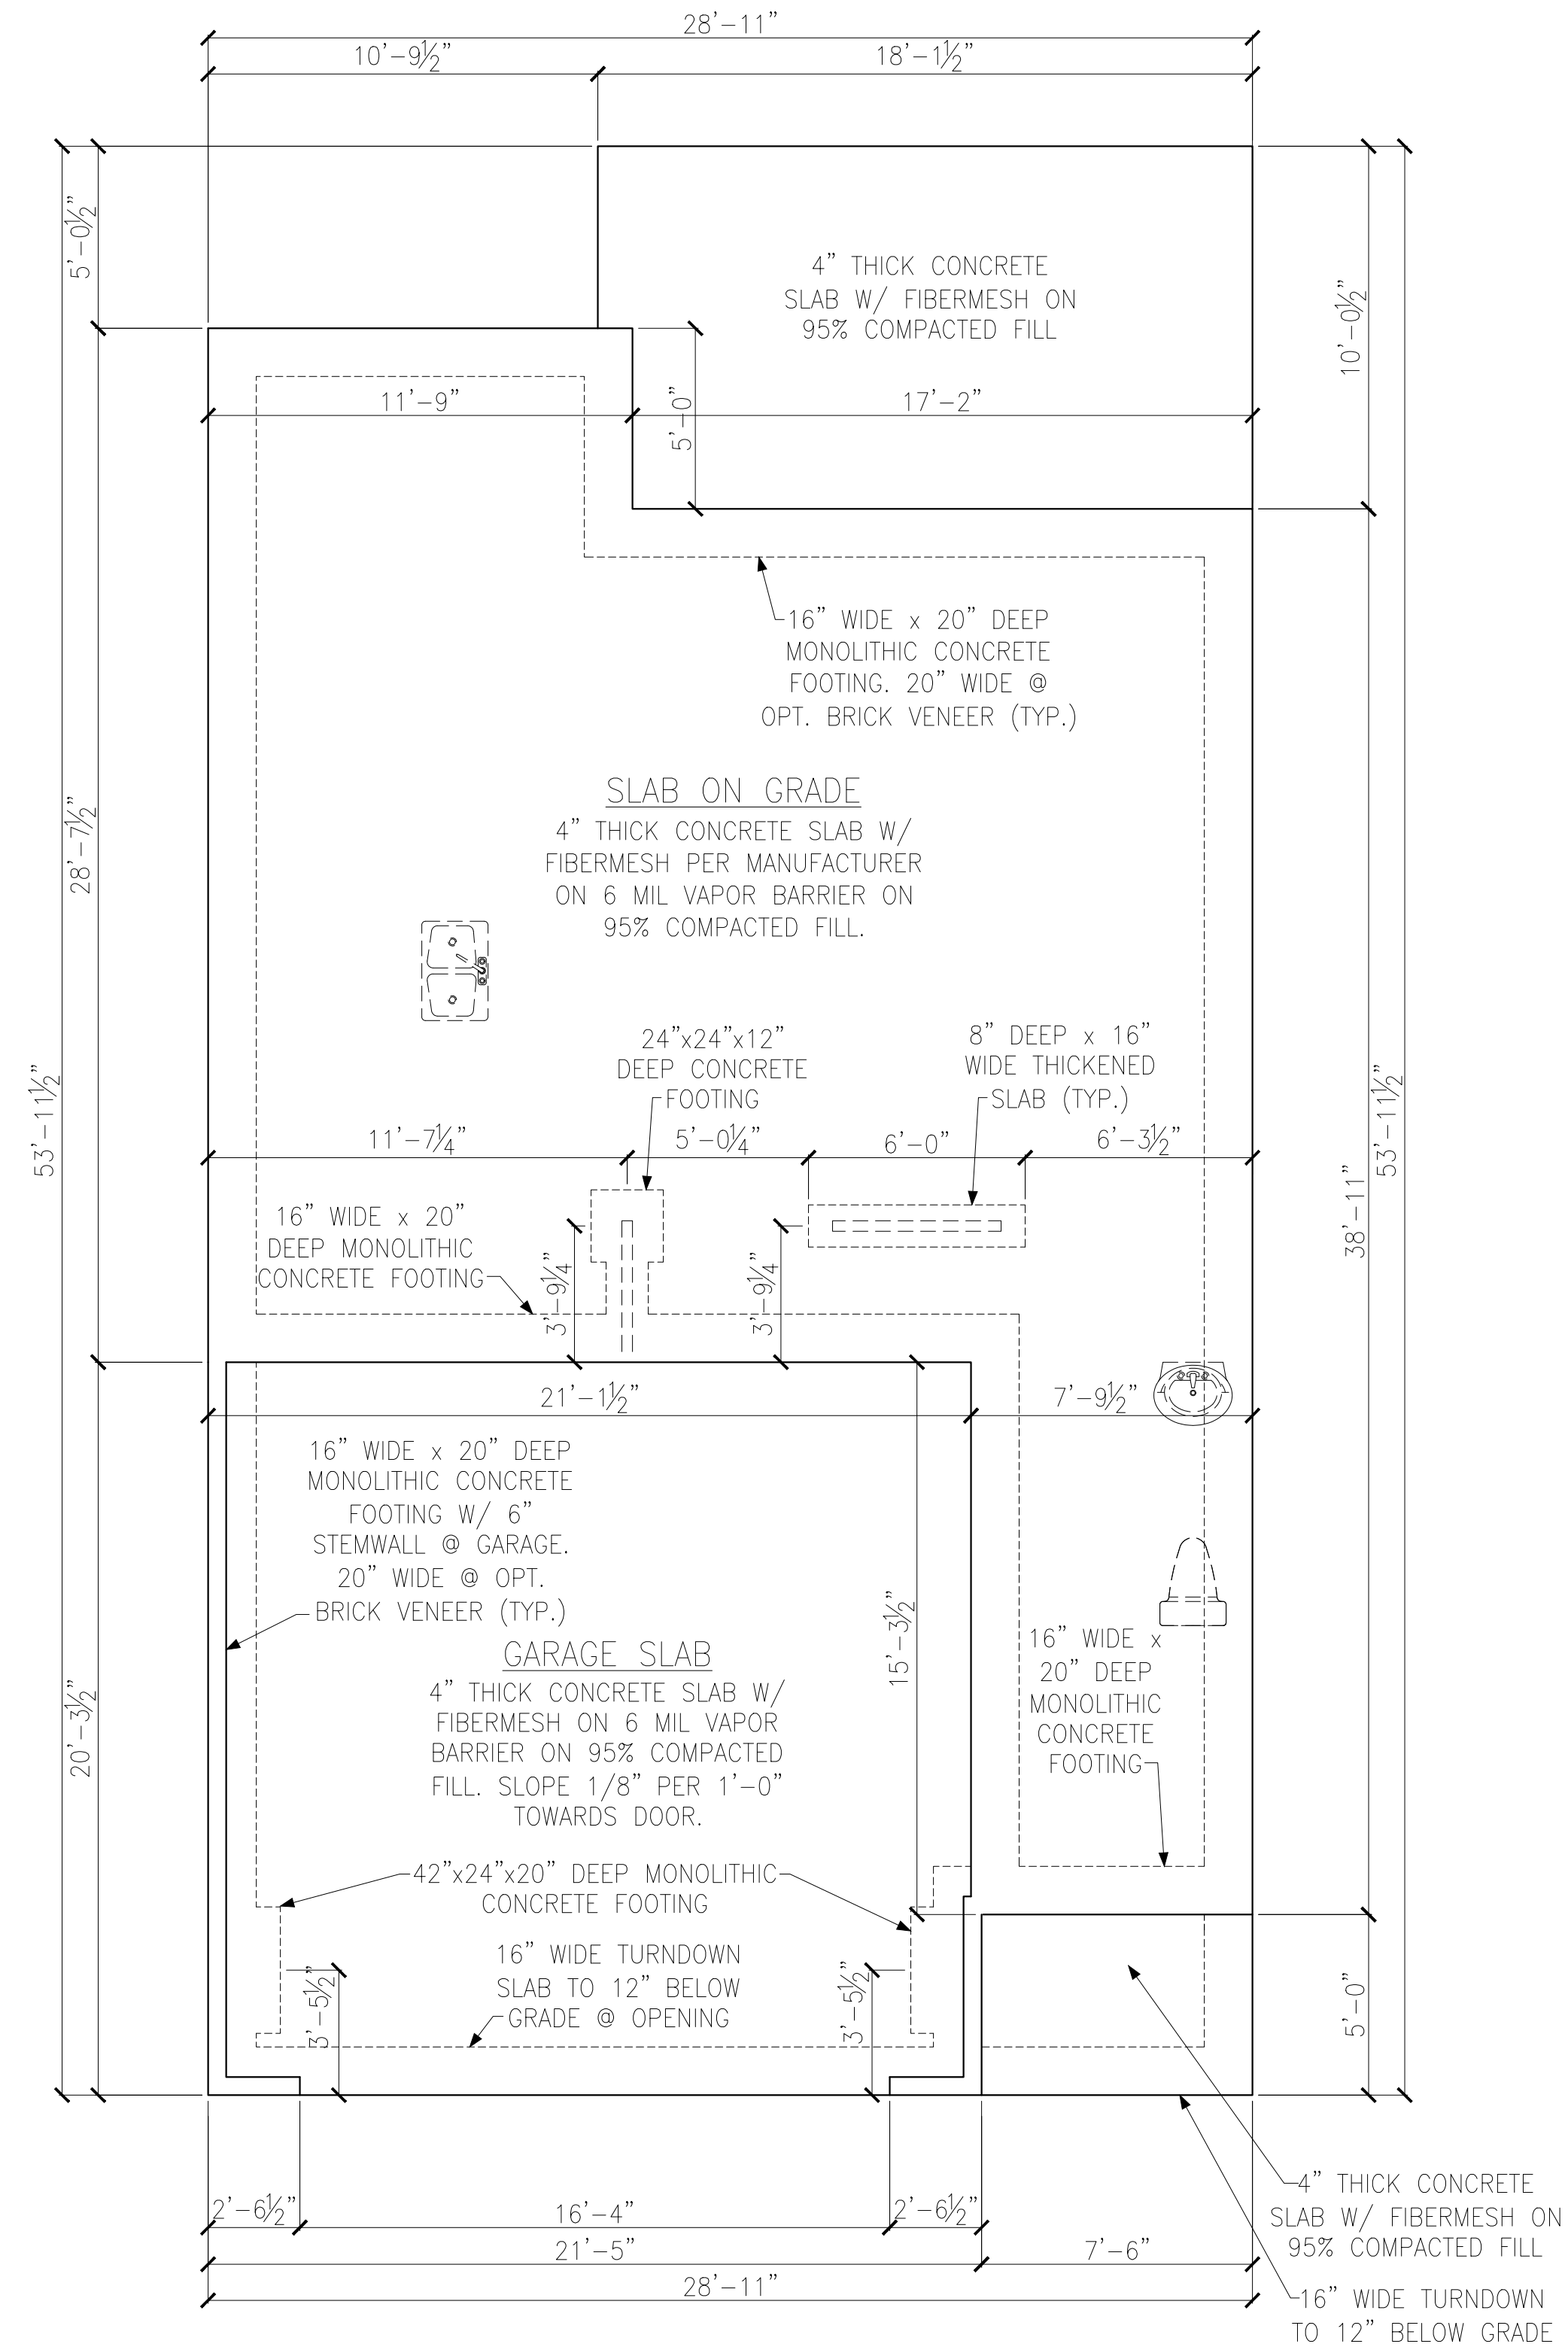 28'-11"
10'-9½"
18'-1½"
5'-0½"
4" THICK CONCRETE
SLAB W/ FIBERMESH ON
95% COMPACTED FILL
10'-0½"
11'-9"
17'-2"
5'-0"
16" WIDE x 20" DEEP
MONOLITHIC CONCRETE
FOOTING. 20" WIDE @
OPT. BRICK VENEER (TYP.)
SLAB ON GRADE
4" THICK CONCRETE SLAB W/
FIBERMESH PER MANUFACTURER
ON 6 MIL VAPOR BARRIER ON
95% COMPACTED FILL.
28'-7½"
53'-11½"
24"x24"x12"
DEEP CONCRETE
FOOTING
8" DEEP x 16"
WIDE THICKENED
SLAB (TYP.)
11'-7¼"
5'-0¼"
6'-0"
6'-3½"
53'-11½"
38'-11"
16" WIDE x 20"
DEEP MONOLITHIC
CONCRETE FOOTING
3'-9¼"
3'-9¼"
21'-1½"
7'-9½"
16" WIDE x 20" DEEP
MONOLITHIC CONCRETE
FOOTING W/ 6"
STEMWALL @ GARAGE.
20" WIDE @ OPT.
BRICK VENEER (TYP.)
15'-3½"
20'-3½"
GARAGE SLAB
4" THICK CONCRETE SLAB W/
FIBERMESH ON 6 MIL VAPOR
BARRIER ON 95% COMPACTED
FILL. SLOPE 1/8" PER 1'-0"
TOWARDS DOOR.
16" WIDE x
20" DEEP
MONOLITHIC
CONCRETE
FOOTING
42"x24"x20" DEEP MONOLITHIC
CONCRETE FOOTING
16" WIDE TURNDOWN
SLAB TO 12" BELOW
GRADE @ OPENING
3'-5½"
3'-5½"
5'-0"
4" THICK CONCRETE
SLAB W/ FIBERMESH ON
95% COMPACTED FILL
2'-6½"
16'-4"
2'-6½"
21'-5"
7'-6"
28'-11"
16" WIDE TURNDOWN
TO 12" BELOW GRADE